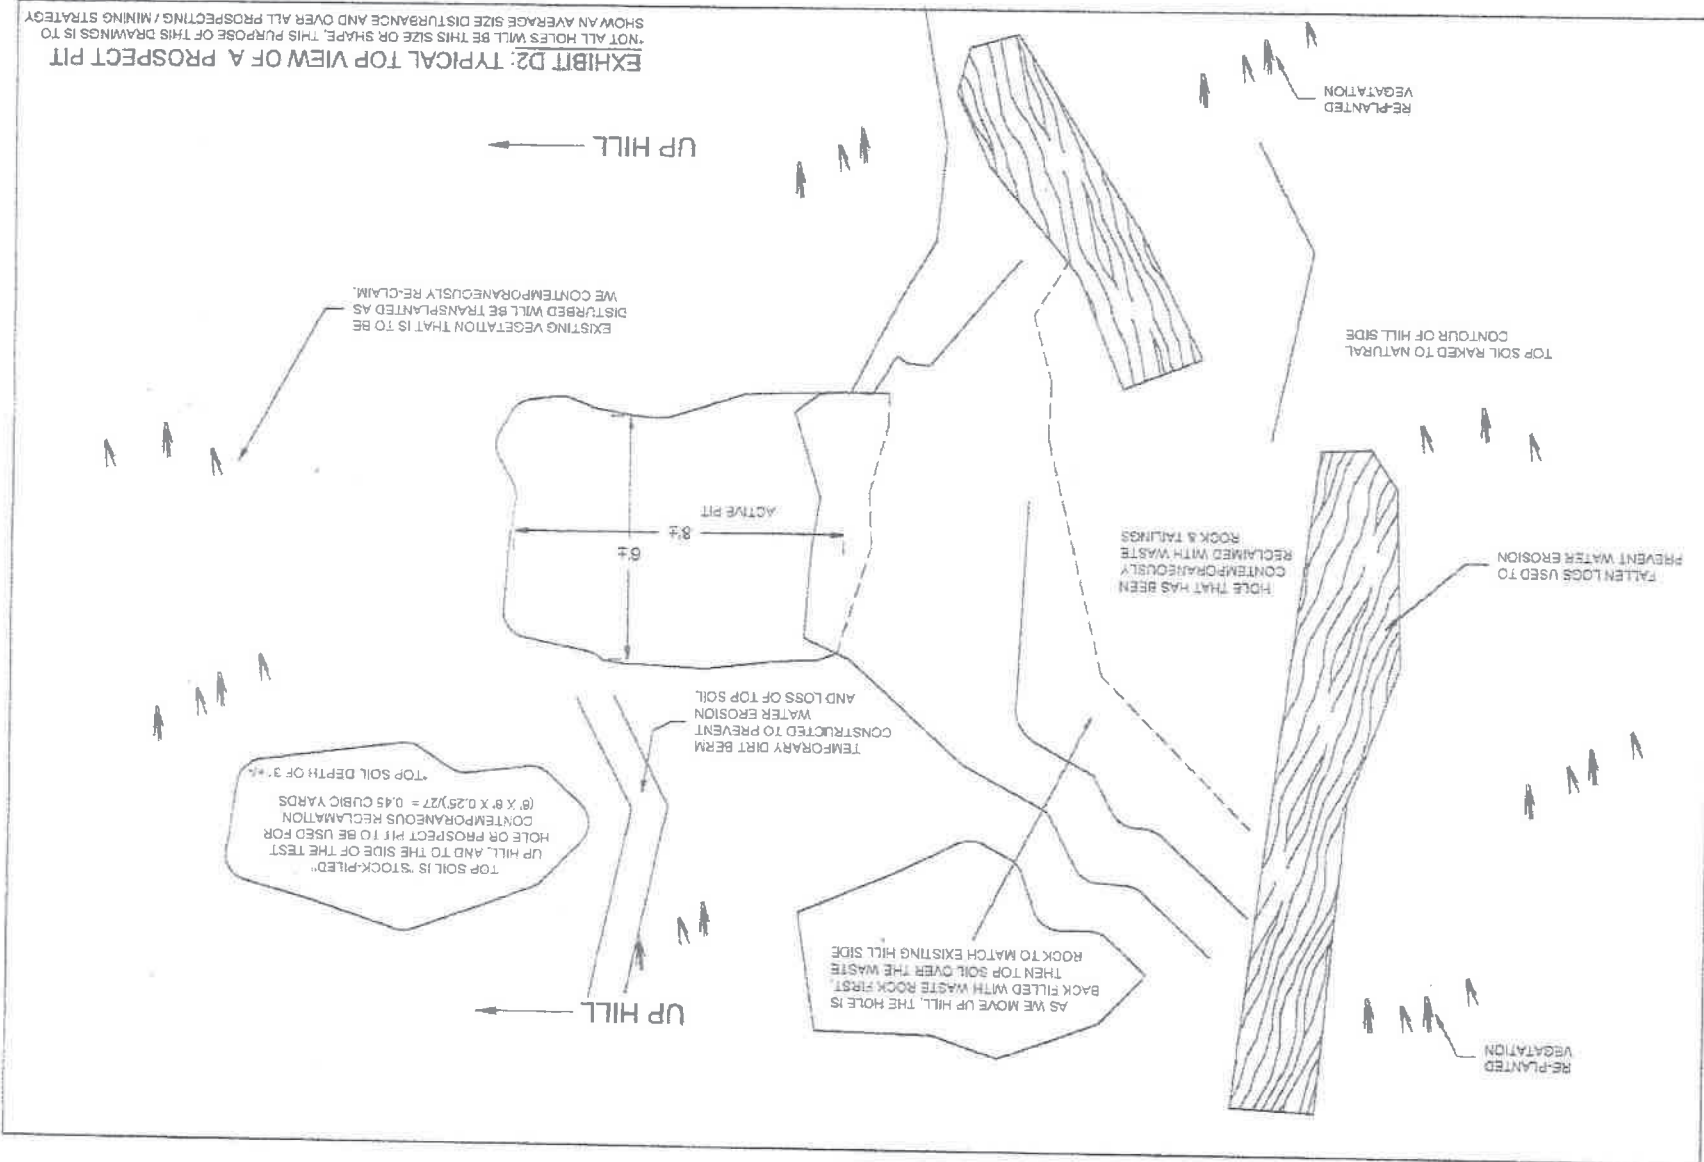 RE-PLANTED
VEGATATION
AS WE MOVE UP HILL, THE HOLE IS
BACK FILLED WITH WASTE ROCK FIRST,
THEN TOP SOIL OVER THE WASTE
ROCK TO MATCH EXISTING HILL SIDE
UP HILL
TOP SOIL IS "STOCK-PILED"
UP HILL, AND TO THE SIDE OF THE TEST
HOLE OR PROSPECT PIT TO BE USED FOR
CONTEMPORANEOUS RECLAMATION
(6' X 8' X 0.25')/27 = 0.45 CUBIC YARDS
*TOP SOIL DEPTH OF 3" +/-
TEMPORARY DIRT BERM
CONSTRUCTED TO PREVENT
WATER EROSION
AND LOSS OF TOP SOIL
FALLEN LOGS USED TO
PREVENT WATER EROSION
HOLE THAT HAS BEEN
CONTEMPORANEOUSLY
RECLAIMED WITH WASTE
ROCK & TAILINGS
6'±
8'±
ACTIVE PIT
TOP SOIL RAKED TO NATURAL
CONTOUR OF HILL SIDE
EXISTING VEGETATION THAT IS TO BE
DISTURBED WILL BE TRANSPLANTED AS
WE CONTEMPORANEOUSLY RE-CLAIM.
UP HILL
RE-PLANTED
VEGATATION
EXHIBIT D2: TYPICAL TOP VIEW OF A PROSPECT PIT
*NOT ALL HOLES WILL BE THIS SIZE OR SHAPE, THIS PURPOSE OF THIS DRAWINGS IS TO
SHOW AN AVERAGE SIZE DISTURBANCE AND OVER ALL PROSPECTING / MINING STRATEGY